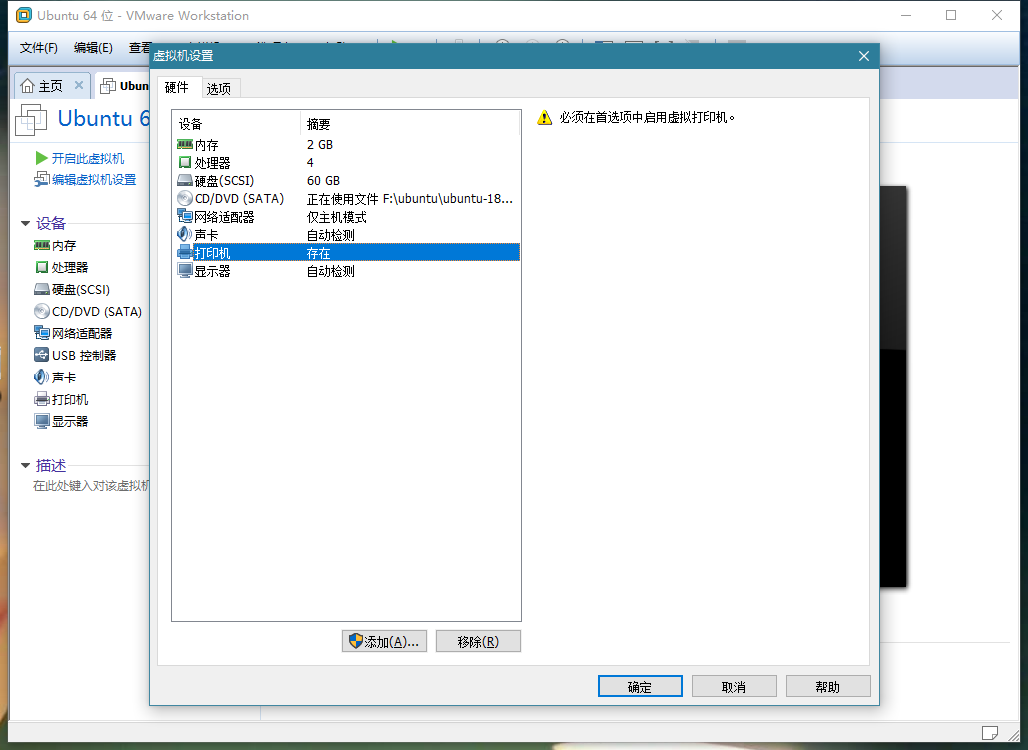 Ubuntu 64 位 - VMware Workstation
文件(F) 编辑(E) 查看
虚拟机设置
主页 Ubun
硬件 选项
Ubuntu 6
开启此虚拟机
编辑虚拟机设置
设备
内存
处理器
硬盘(SCSI)
CD/DVD (SATA)
网络适配器
USB 控制器
声卡
打印机
显示器
描述
在此处键入对该虚拟机
设备 摘要
内存 2 GB
处理器 4
硬盘(SCSI) 60 GB
CD/DVD (SATA) 正在使用文件 F:\ubuntu\ubuntu-18...
网络适配器 仅主机模式
声卡 自动检测
打印机 存在
显示器 自动检测
必须在首选项中启用虚拟打印机。
添加(A)... 移除(R)
确定 取消 帮助